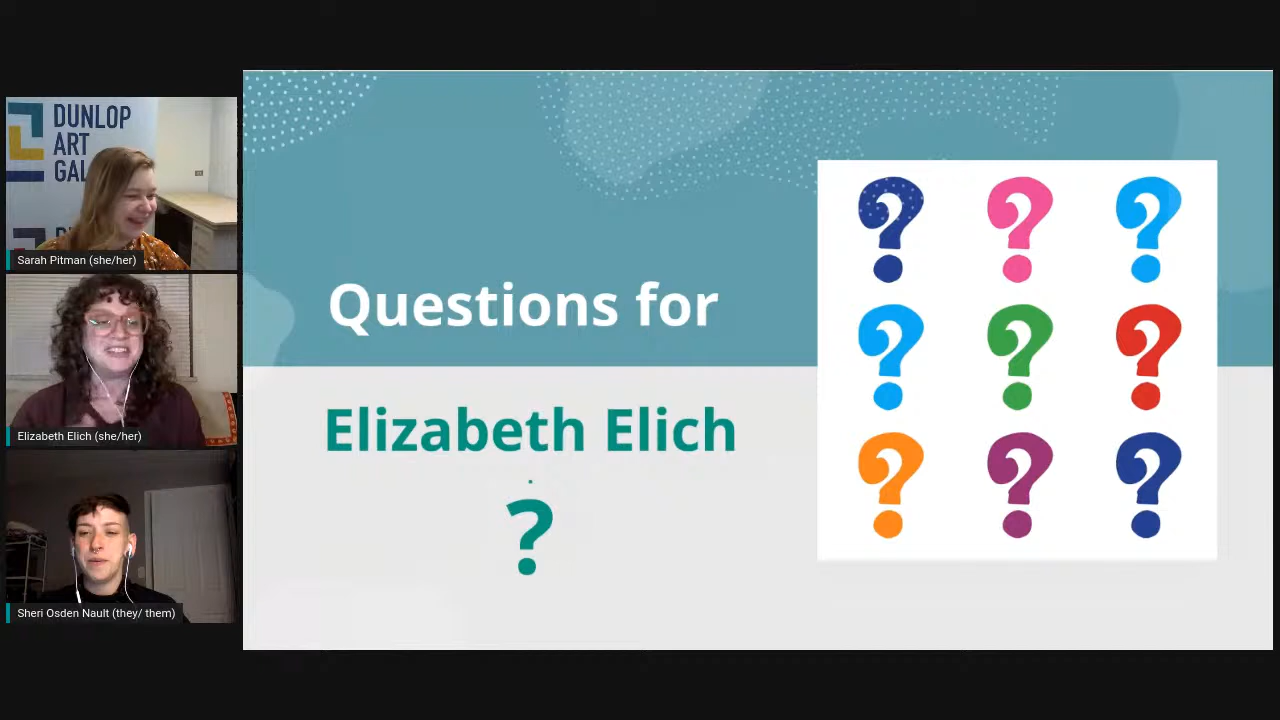 DUNLOP
ART
GAL
Sarah Pitman (she/her)
Elizabeth Elich (she/her)
Sheri Osden Nault (they/ them)
Questions for
Elizabeth Elich
?
? ? ?
? ? ?
? ? ?